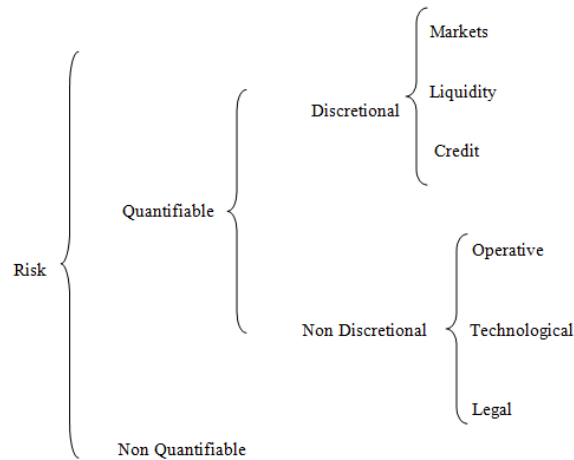 Markets
Liquidity
Discretional
Credit
Quantifiable
Operative
Risk
Non Discretional
Technological
Legal
Non Quantifiable